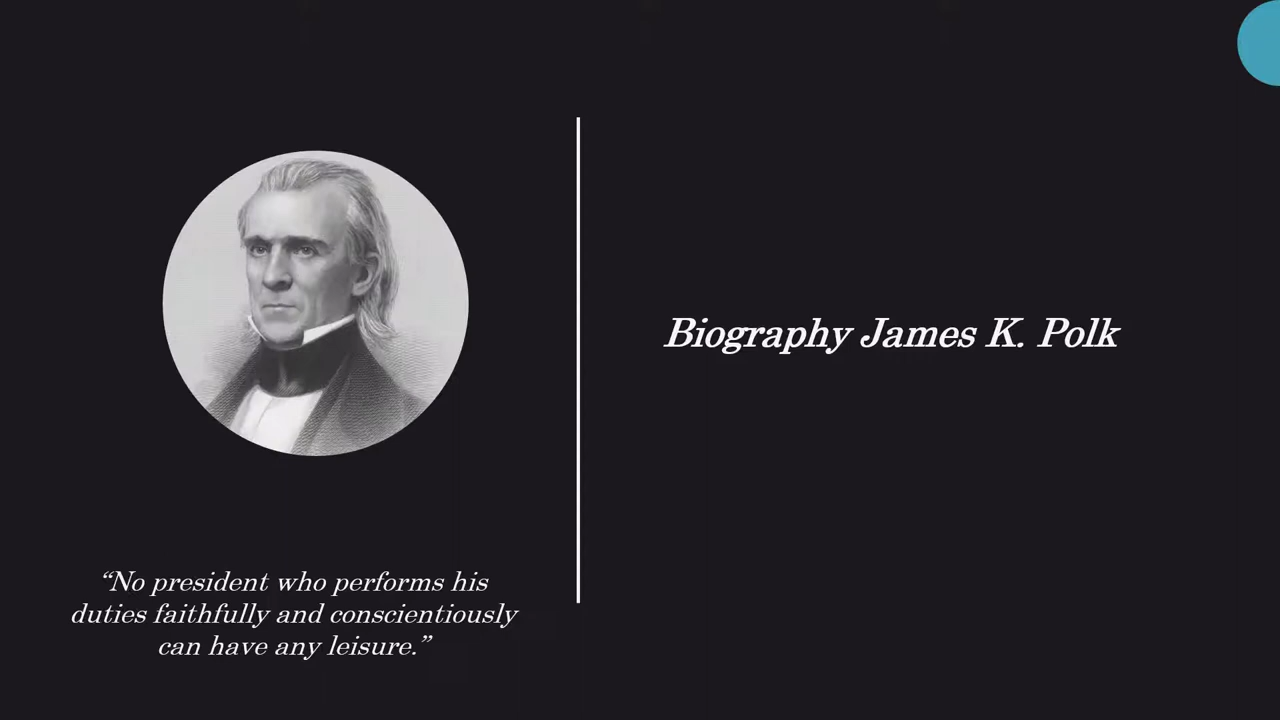 Biography James K. Polk
“No president who performs his
duties faithfully and conscientiously
can have any leisure.”